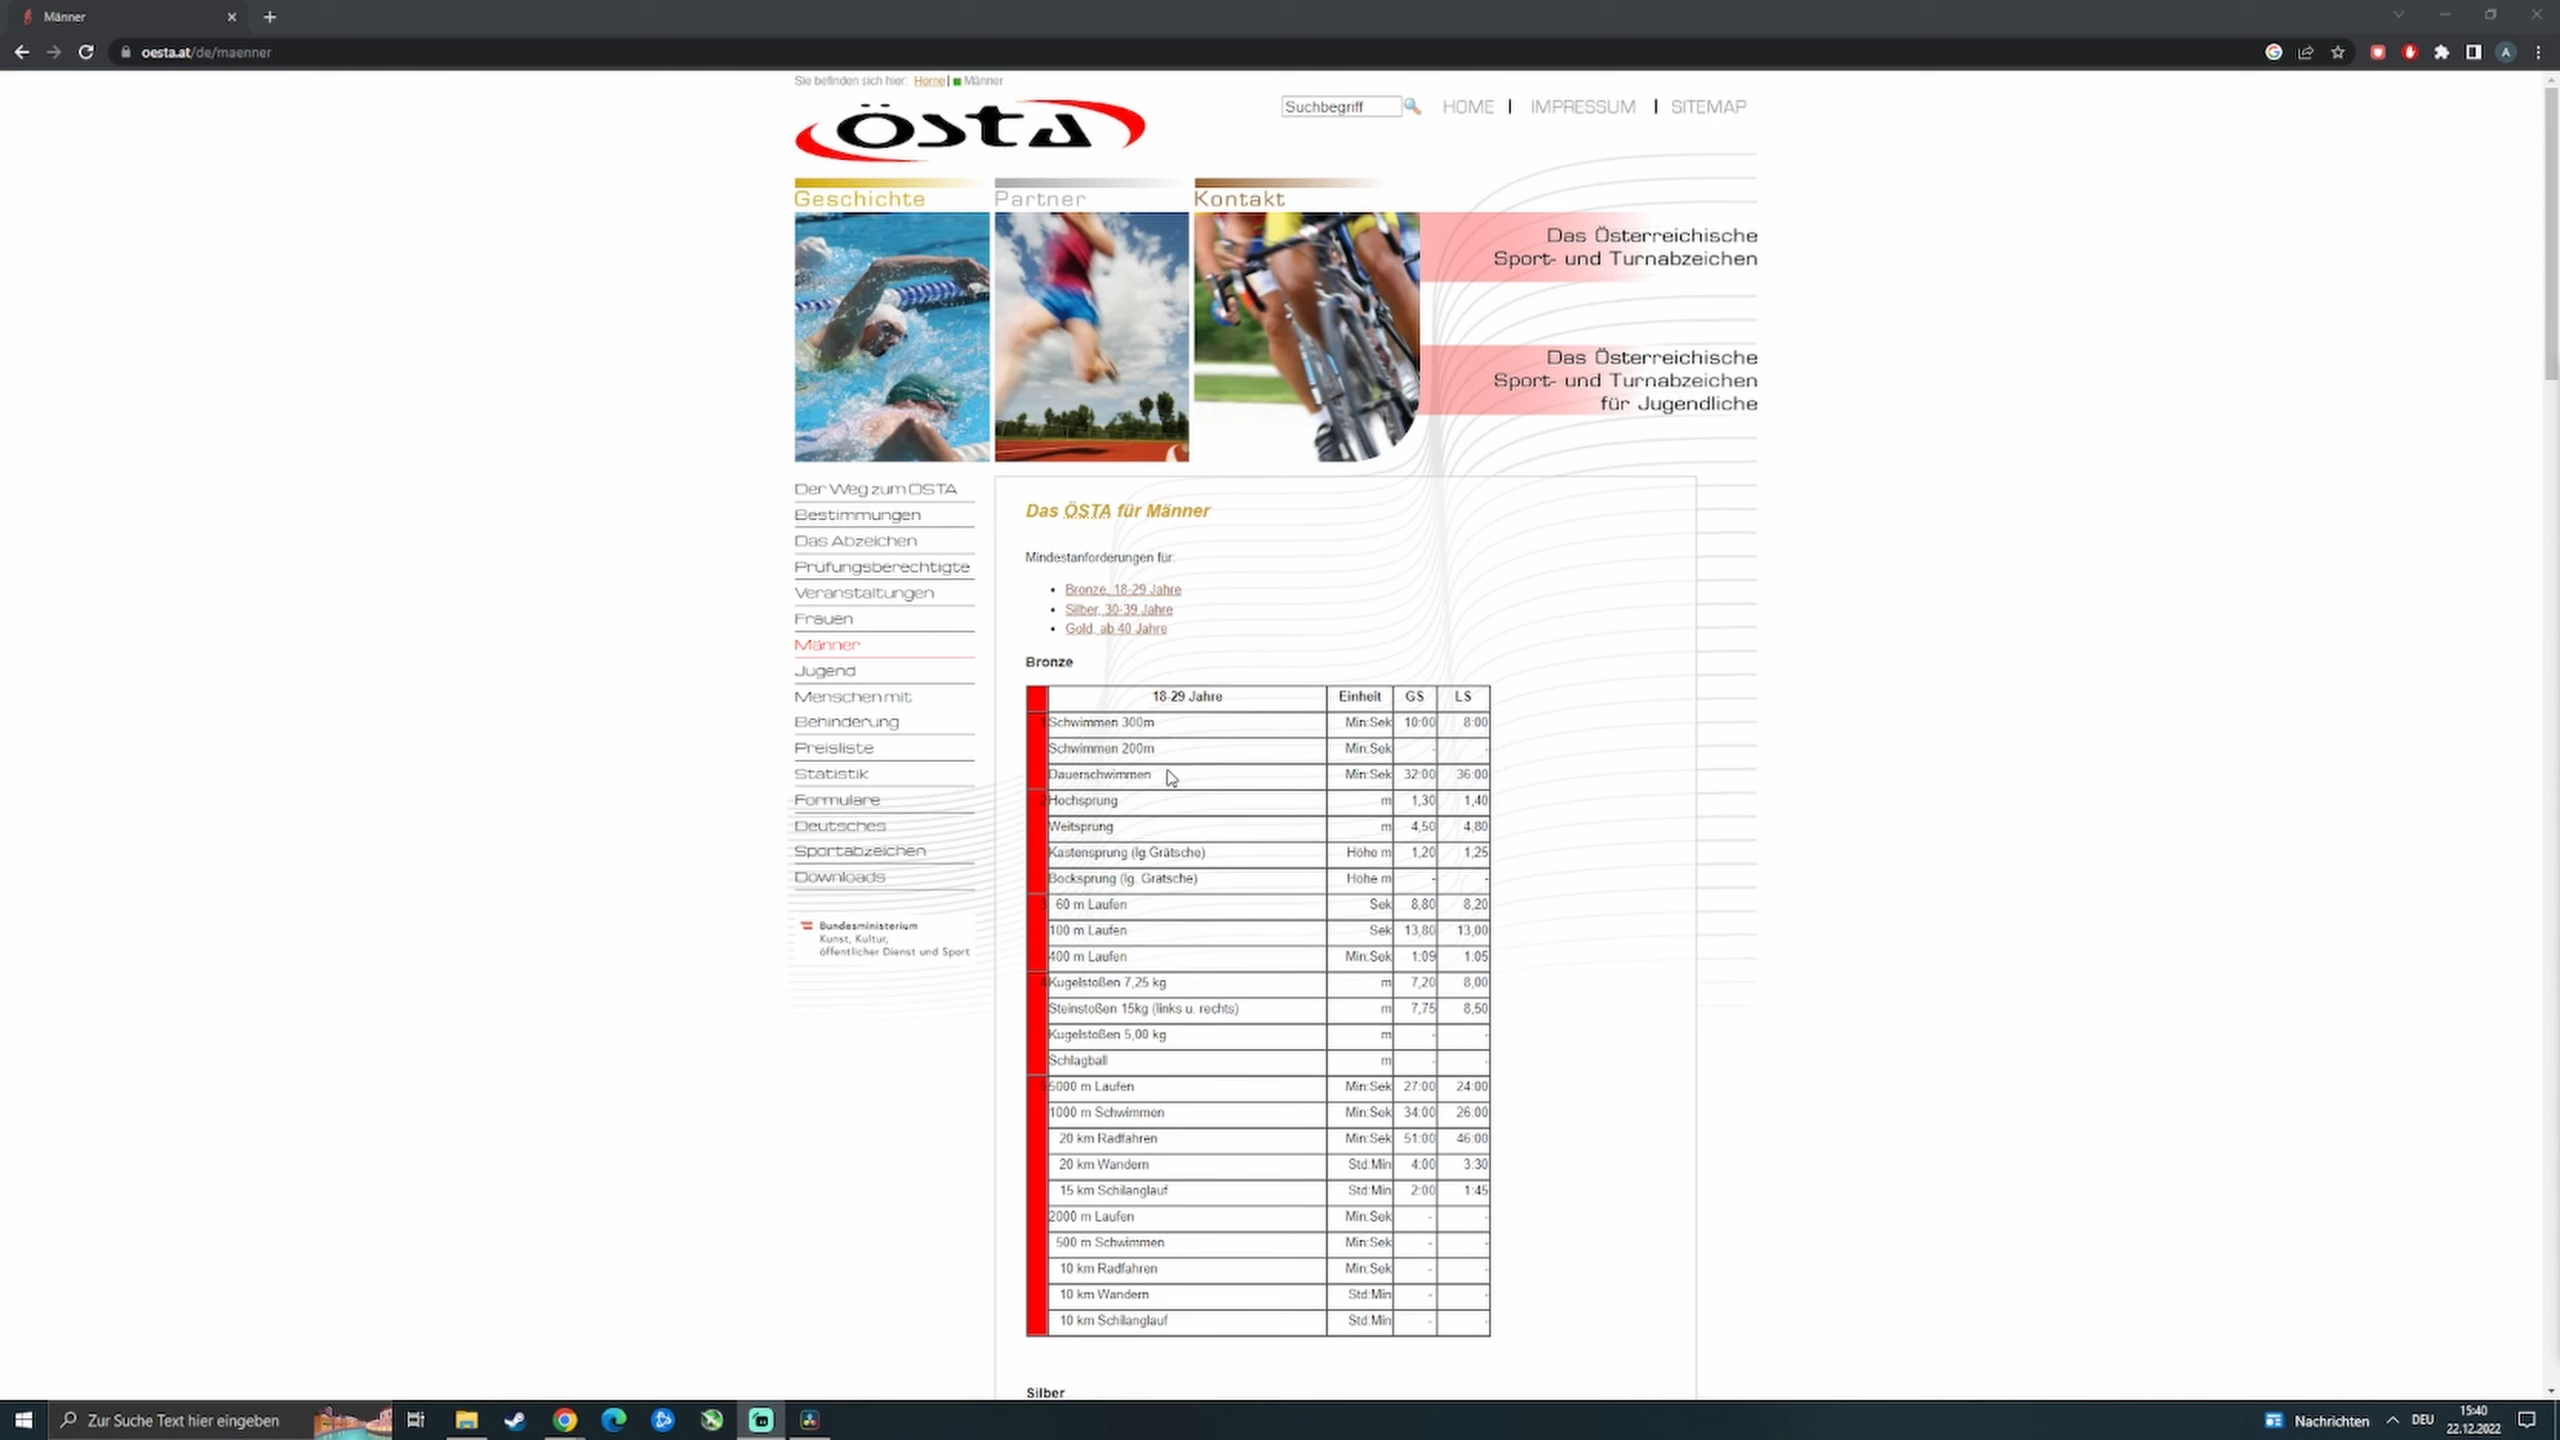 Männer
oesta.at/de/maenner
A
Sie befinden sich hier: Home | Männer
östa
Suchbegriff
HOME | IMPRESSUM | SITEMAP
Geschichte
Partner
Kontakt
Das Österreichische
Sport- und Turnabzeichen
Das Österreichische
Sport- und Turnabzeichen
für Jugendliche
Der Weg zum ÖSTA
Bestimmungen
Das Abzeichen
Prüfungsberechtigte
Veranstaltungen
Frauen
Männer
Jugend
Menschen mit
Behinderung
Preisliste
Statistik
Formulare
Deutsches
Sportabzeichen
Downloads
Bundesministerium
Kunst, Kultur,
öffentlicher Dienst und Sport
Das ÖSTA für Männer
Mindestanforderungen für:
• Bronze, 18-29 Jahre
• Silber, 30-39 Jahre
• Gold, ab 40 Jahre
Bronze
18-29 Jahre Einheit GS LS
1 Schwimmen 300m Min:Sek 10:00 8:00
Schwimmen 200m Min:Sek - -
Dauerschwimmen Min:Sek 32:00 36:00
2 Hochsprung m 1,30 1,40
Weitsprung m 4,50 4,80
Kastensprung (lg.Grätsche) Höhe m 1,20 1,25
Bocksprung (lg. Grätsche) Höhe m - -
3 60 m Laufen Sek 8,80 8,20
100 m Laufen Sek 13,80 13,00
400 m Laufen Min:Sek 1:09 1:05
4 Kugelstoßen 7,25 kg m 7,20 8,00
Steinstoßen 15kg (links u. rechts) m 7,75 8,50
Kugelstoßen 5,00 kg m - -
Schlagball m - -
5 5000 m Laufen Min:Sek 27:00 24:00
1000 m Schwimmen Min:Sek 34:00 26:00
20 km Radfahren Min:Sek 51:00 46:00
20 km Wandern Std:Min 4:00 3:30
15 km Schilanglauf Std:Min 2:00 1:45
2000 m Laufen Min:Sek - -
500 m Schwimmen Min:Sek - -
10 km Radfahren Min:Sek - -
10 km Wandern Std:Min - -
10 km Schilanglauf Std:Min - -
Silber
Zur Suche Text hier eingeben
Nachrichten
DEU
15:40
22.12.2022